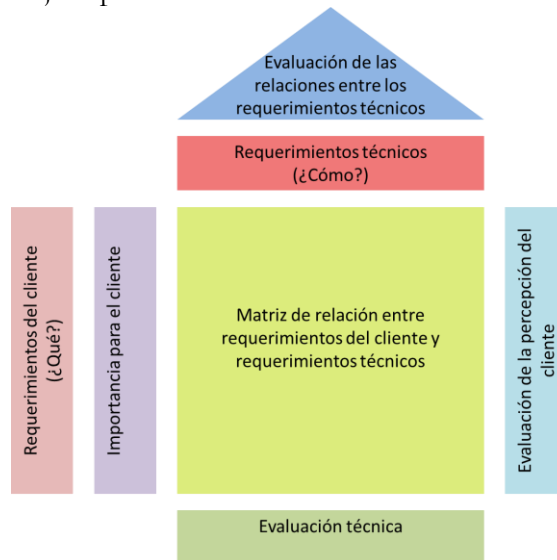 Evaluación de las
relaciones entre los
requerimientos técnicos
Requerimientos técnicos
(¿Cómo?)
Requerimientos del cliente
(¿Qué?)
Importancia para el cliente
Matriz de relación entre
requerimientos del cliente y
requerimientos técnicos
Evaluación de la percepción del
cliente
Evaluación técnica